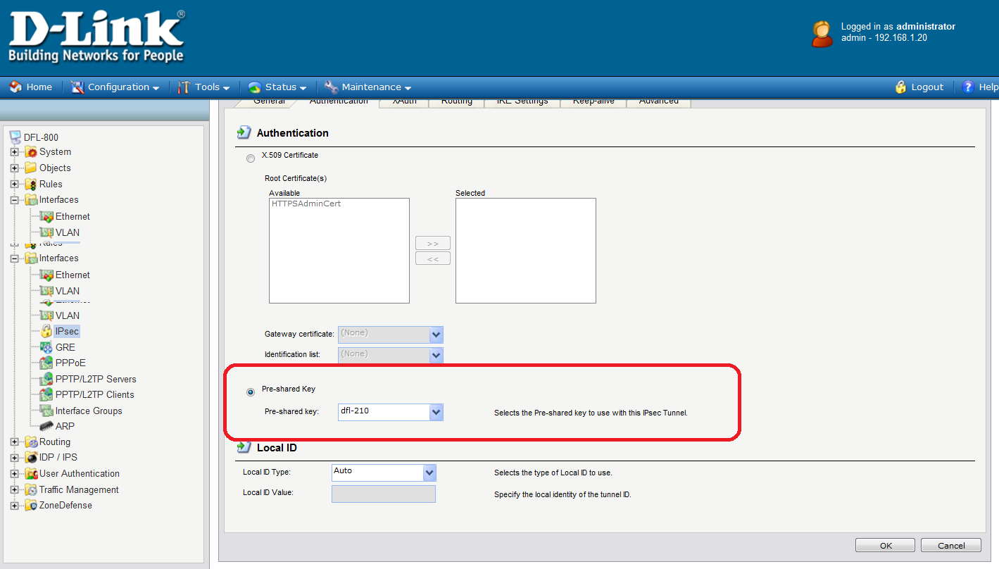 D-Link®
Building Networks for People
Logged in as administrator
admin - 192.168.1.20
Home Configuration Tools Status Maintenance Logout Help
General Authentication XAuth Routing IKE Settings Keep-alive Advanced
DFL-800
System
Objects
Rules
Interfaces
Ethernet
VLAN
Rules
Interfaces
Ethernet
VLAN
VLAN
IPsec
GRE
PPPoE
PPTP/L2TP Servers
PPTP/L2TP Clients
Interface Groups
ARP
Routing
IDP / IPS
User Authentication
Traffic Management
ZoneDefense
Authentication
X.509 Certificate
Root Certificate(s)
Available Selected
HTTPSAdminCert
>>
<<
Gateway certificate: (None)
Identification list: (None)
Pre-shared Key
Pre-shared key: dfl-210 Selects the Pre-shared key to use with this IPsec Tunnel.
Local ID
Local ID Type: Auto Selects the type of Local ID to use.
Local ID Value: Specify the local identity of the tunnel ID.
OK Cancel